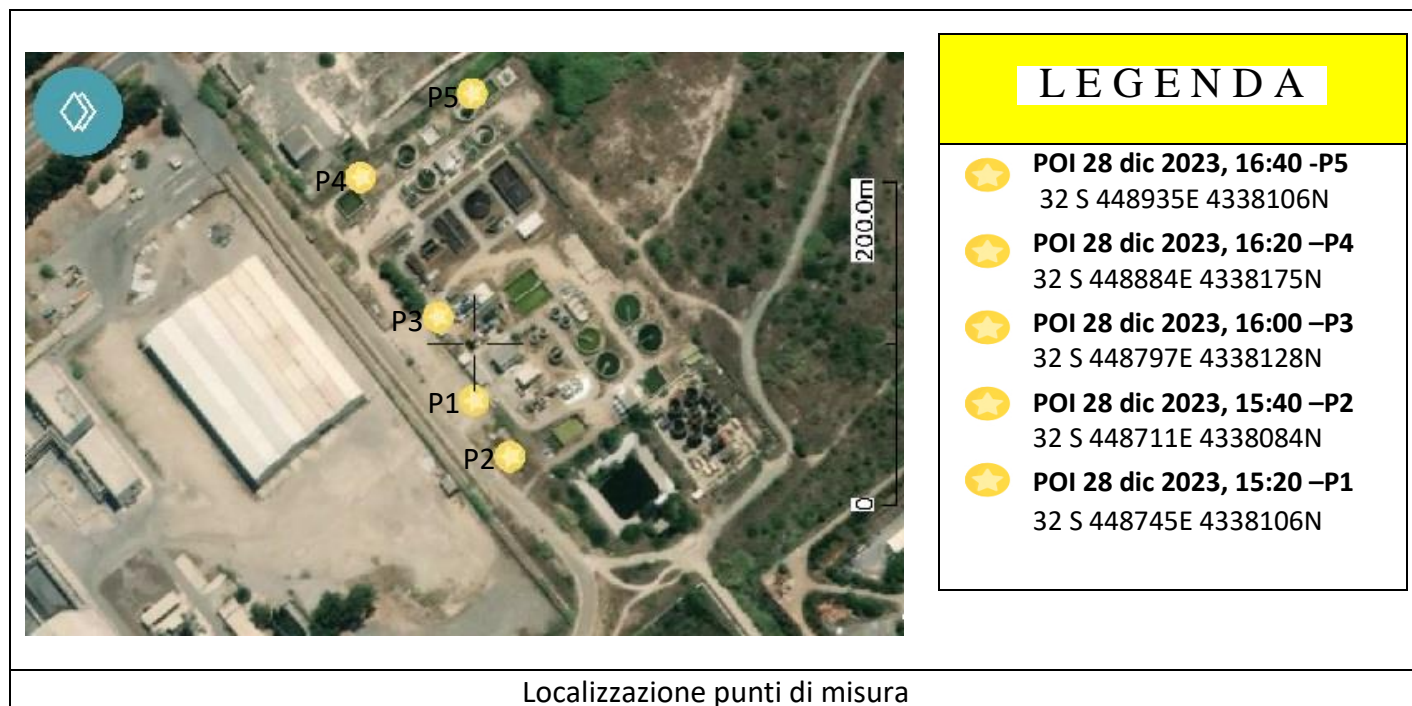 P5
P4
200.0m
P3
P1
P2
0
L E G E N D A
POI 28 dic 2023, 16:40 -P5
32 S 448935E 4338106N
POI 28 dic 2023, 16:20 –P4
32 S 448884E 4338175N
POI 28 dic 2023, 16:00 –P3
32 S 448797E 4338128N
POI 28 dic 2023, 15:40 –P2
32 S 448711E 4338084N
POI 28 dic 2023, 15:20 –P1
32 S 448745E 4338106N
Localizzazione punti di misura